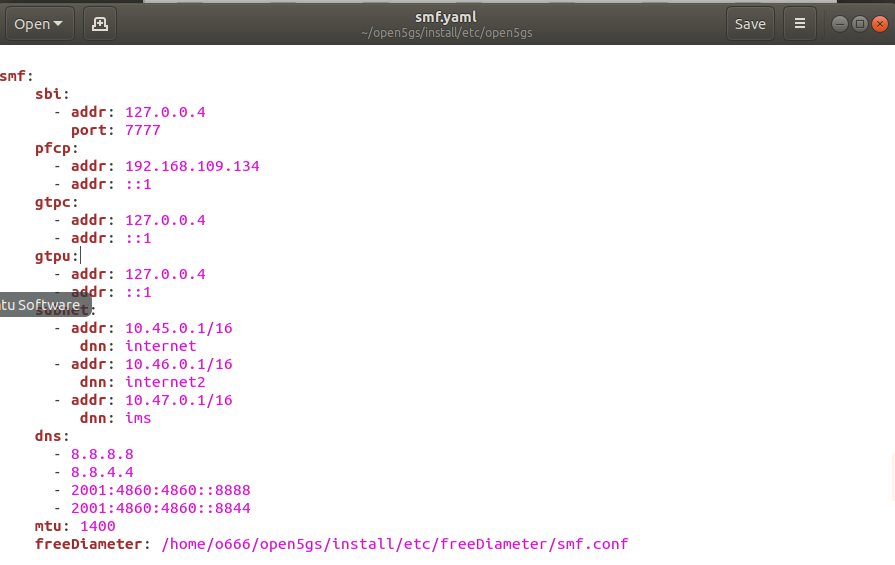 Open
smf.yaml
~/open5gs/install/etc/open5gs
Save
smf:
    sbi:
      - addr: 127.0.0.4
        port: 7777
    pfcp:
      - addr: 192.168.109.134
      - addr: ::1
    gtpc:
      - addr: 127.0.0.4
      - addr: ::1
    gtpu:
      - addr: 127.0.0.4
      - addr: ::1
tu Software
    subnet:
      - addr: 10.45.0.1/16
         dnn: internet
      - addr: 10.46.0.1/16
         dnn: internet2
      - addr: 10.47.0.1/16
         dnn: ims
    dns:
      - 8.8.8.8
      - 8.8.4.4
      - 2001:4860:4860::8888
      - 2001:4860:4860::8844
    mtu: 1400
    freeDiameter: /home/o666/open5gs/install/etc/freeDiameter/smf.conf